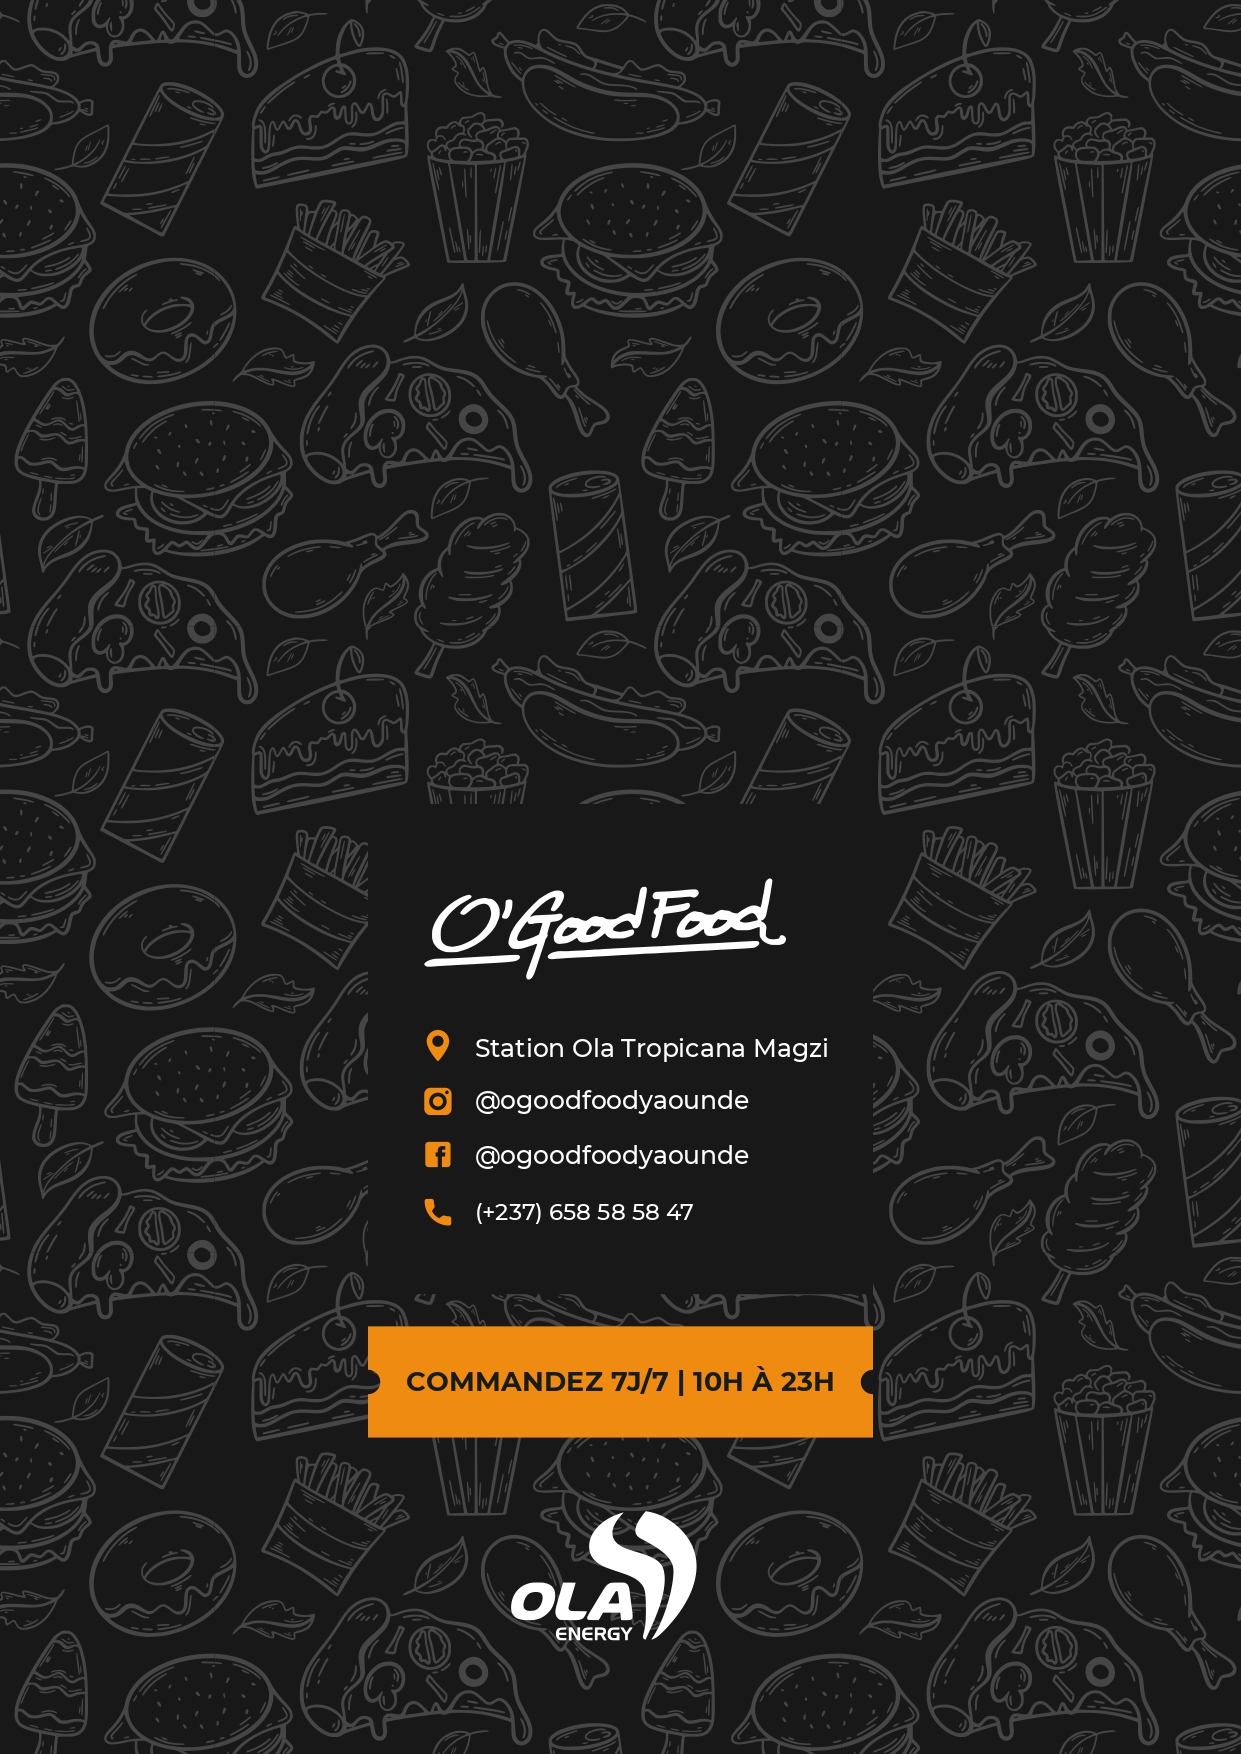 O'Good Food
Station Ola Tropicana Magzi
@ogoodfoodyaounde
@ogoodfoodyaounde
(+237) 658 58 58 47
COMMANDEZ 7J/7 | 10H À 23H
OLA
ENERGY